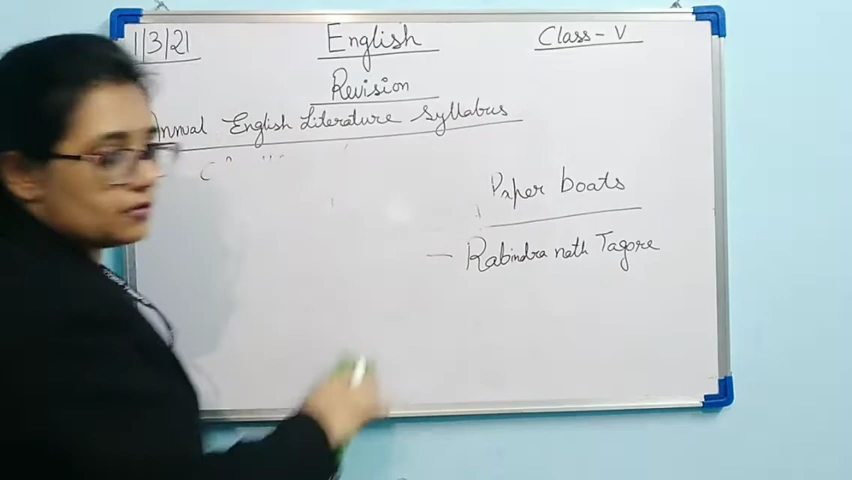 1/3/21
English
Class - V
Revision
Annual English Literature Syllabus
Paper boats
— Rabindra nath Tagore